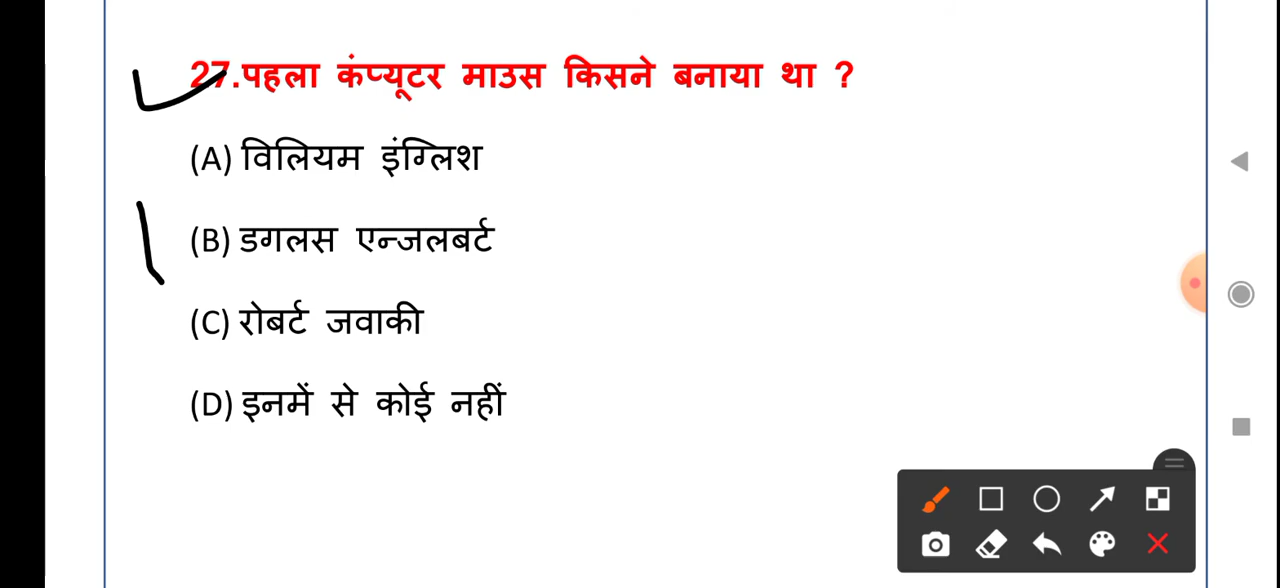 27.पहला कंप्यूटर माउस किसने बनाया था ?
(A) विलियम इंग्लिश
(B) डगलस एन्जलबर्ट
(C) रोबर्ट जवाकी
(D) इनमें से कोई नहीं